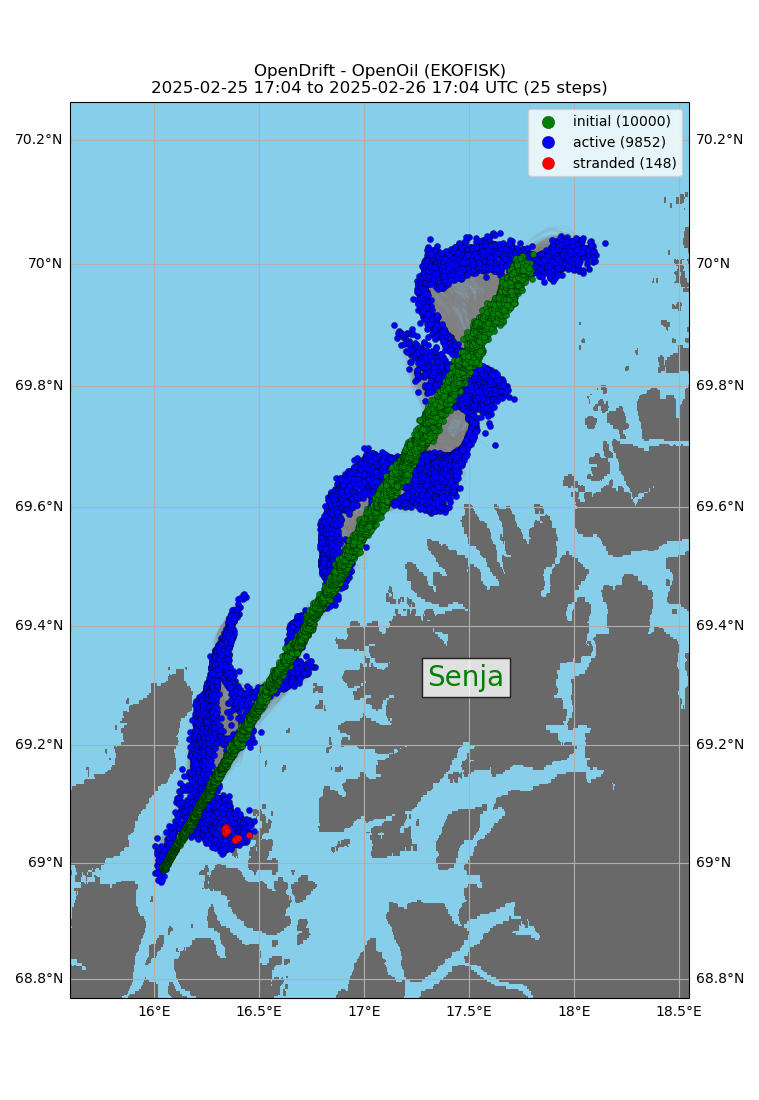 OpenDrift - OpenOil (EKOFISK)
2025-02-25 17:04 to 2025-02-26 17:04 UTC (25 steps)
initial (10000)
active (9852)
stranded (148)
70.2°N 70.2°N
70°N 70°N
69.8°N 69.8°N
69.6°N 69.6°N
69.4°N 69.4°N
Senja
69.2°N 69.2°N
69°N 69°N
68.8°N 68.8°N
16°E 16.5°E 17°E 17.5°E 18°E 18.5°E